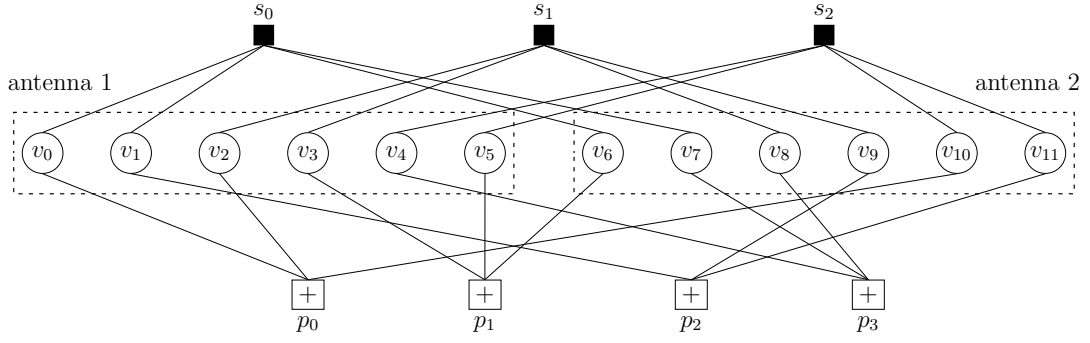 s₀ s₁ s₂
antenna 1 antenna 2
v₀ v₁ v₂ v₃ v₄ v₅ v₆ v₇ v₈ v₉ v₁₀ v₁₁
+ + + +
p₀ p₁ p₂ p₃